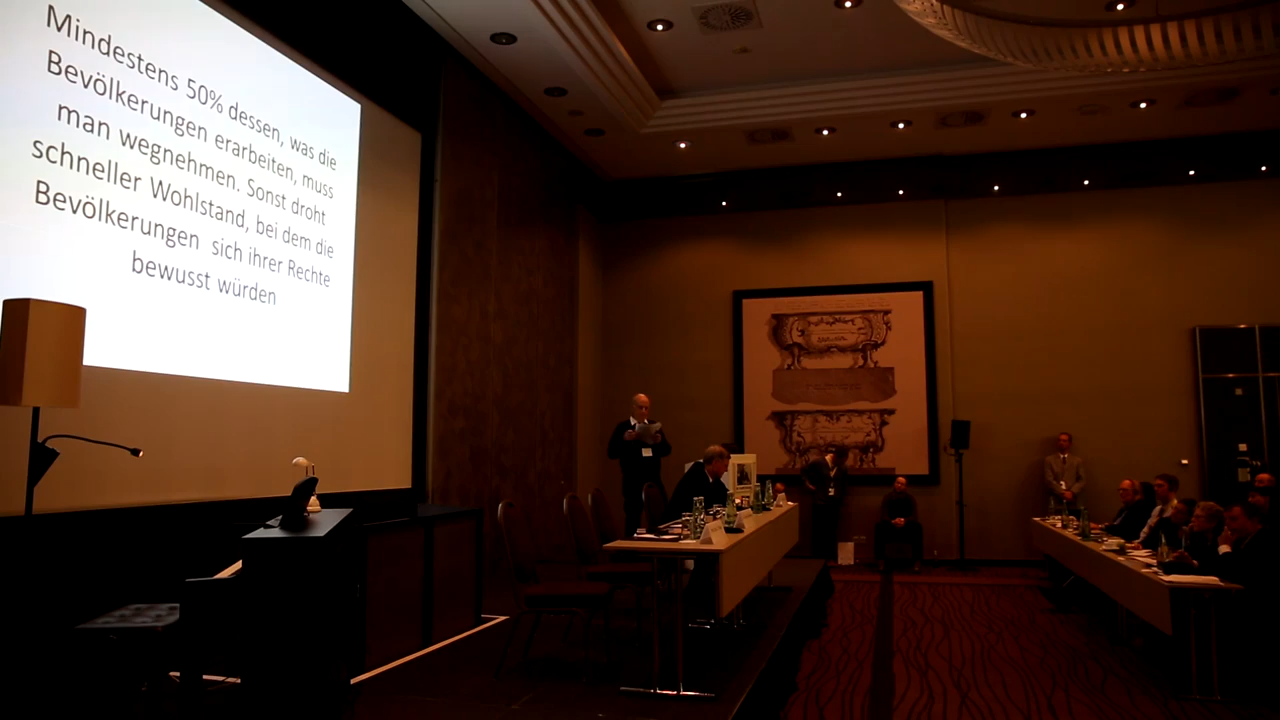 Mindestens 50% dessen, was die
Bevölkerungen erarbeiten, muss
man wegnehmen. Sonst droht
schneller Wohlstand, bei dem die
Bevölkerungen sich ihrer Rechte
bewusst würden